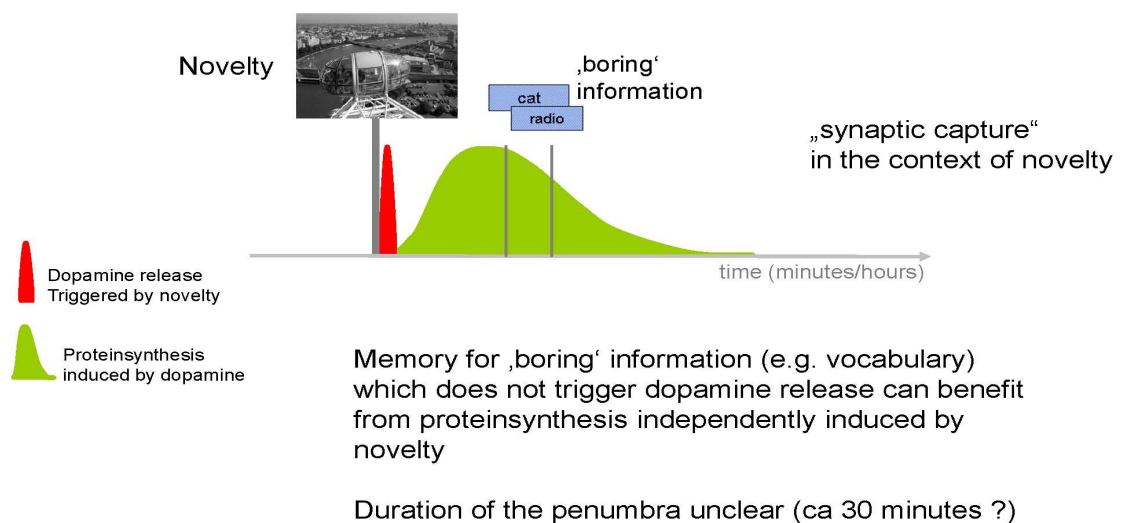 Novelty
‚boring‘
information
cat
radio
„synaptic capture“
in the context of novelty
time (minutes/hours)
Dopamine release
Triggered by novelty
Proteinsynthesis
induced by dopamine
Memory for ‚boring‘ information (e.g. vocabulary)
which does not trigger dopamine release can benefit
from proteinsynthesis independently induced by
novelty
Duration of the penumbra unclear (ca 30 minutes ?)